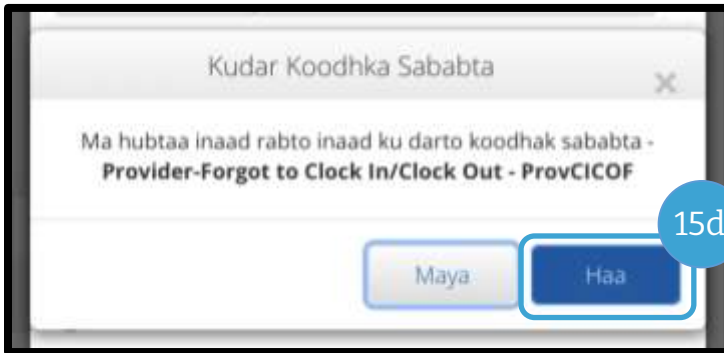 Kudar Koodhka Sababta
Ma hubtaa inaad rabto inaad ku darto koodhak sababta -
Provider-Forgot to Clock In/Clock Out - ProvCICOF
15d
Maya
Haa